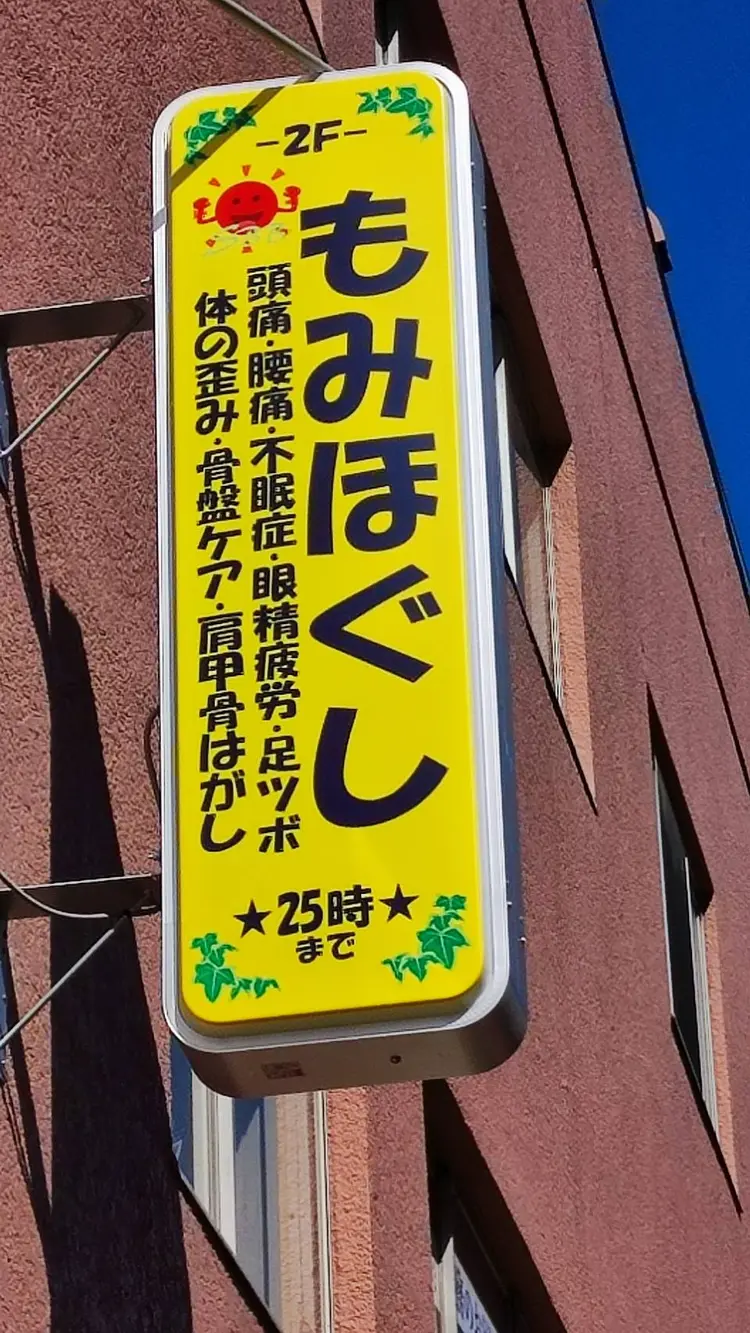 -2F-
もみほぐし
頭痛・腰痛・不眠症・眼精疲労・足ツボ
体の歪み・骨盤ケア・肩甲骨はがし
★25時★
まで